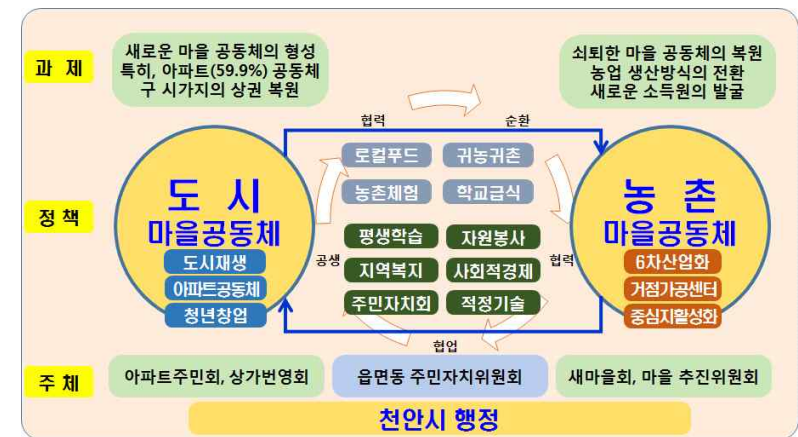 과 제
새로운 마을 공동체의 형성
특히, 아파트(59.9%) 공동체
구 시가지의 상권 복원
쇠퇴한 마을 공동체의 복원
농업 생산방식의 전환
새로운 소득원의 발굴
협력
순환
로컬푸드
귀농귀촌
농촌체험
학교급식
정 책
도 시
마을공동체
도시재생
아파트공동체
청년창업
공생
평생학습
자원봉사
지역복지
사회적경제
주민자치회
적정기술
협력
농 촌
마을공동체
6차산업화
거점가공센터
중심지활성화
협업
주 체
아파트주민회, 상가번영회
읍면동 주민자치위원회
새마을회, 마을 추진위원회
천안시 행정